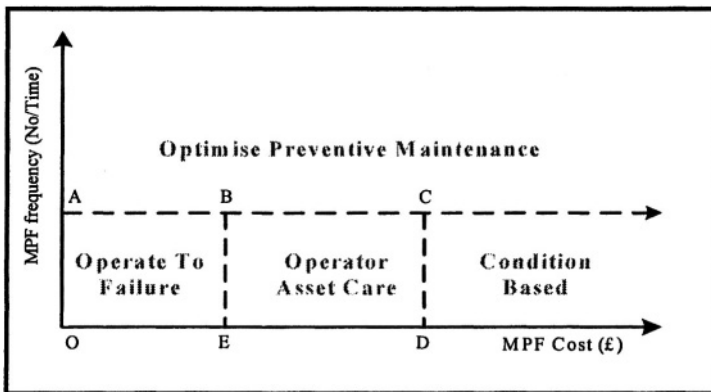 MPF frequency (No/Time)
Optimise Preventive Maintenance
A B C
Operate To Operator Condition
Failure Asset Care Based
O E D MPF Cost (£)